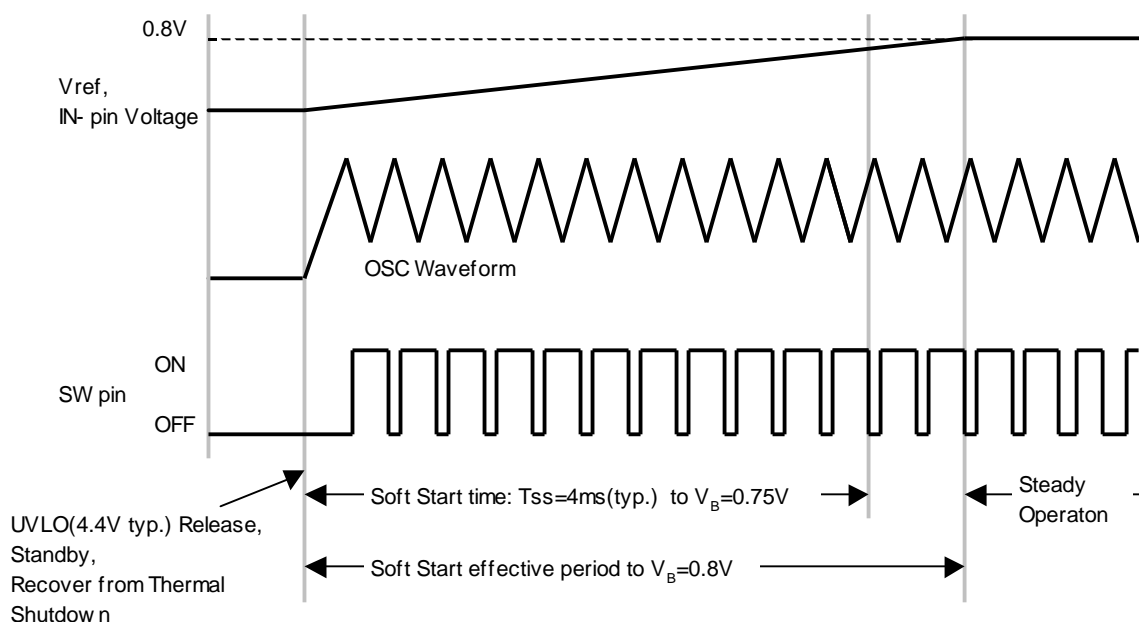 0.8V
Vref,
IN- pin Voltage
OSC Waveform
ON
SW pin
OFF
Soft Start time: Tss=4ms(typ.) to VB=0.75V
Steady
Operaton
UVLO(4.4V typ.) Release,
Standby,
Recover from Thermal
Shutdown
Soft Start effective period to VB=0.8V